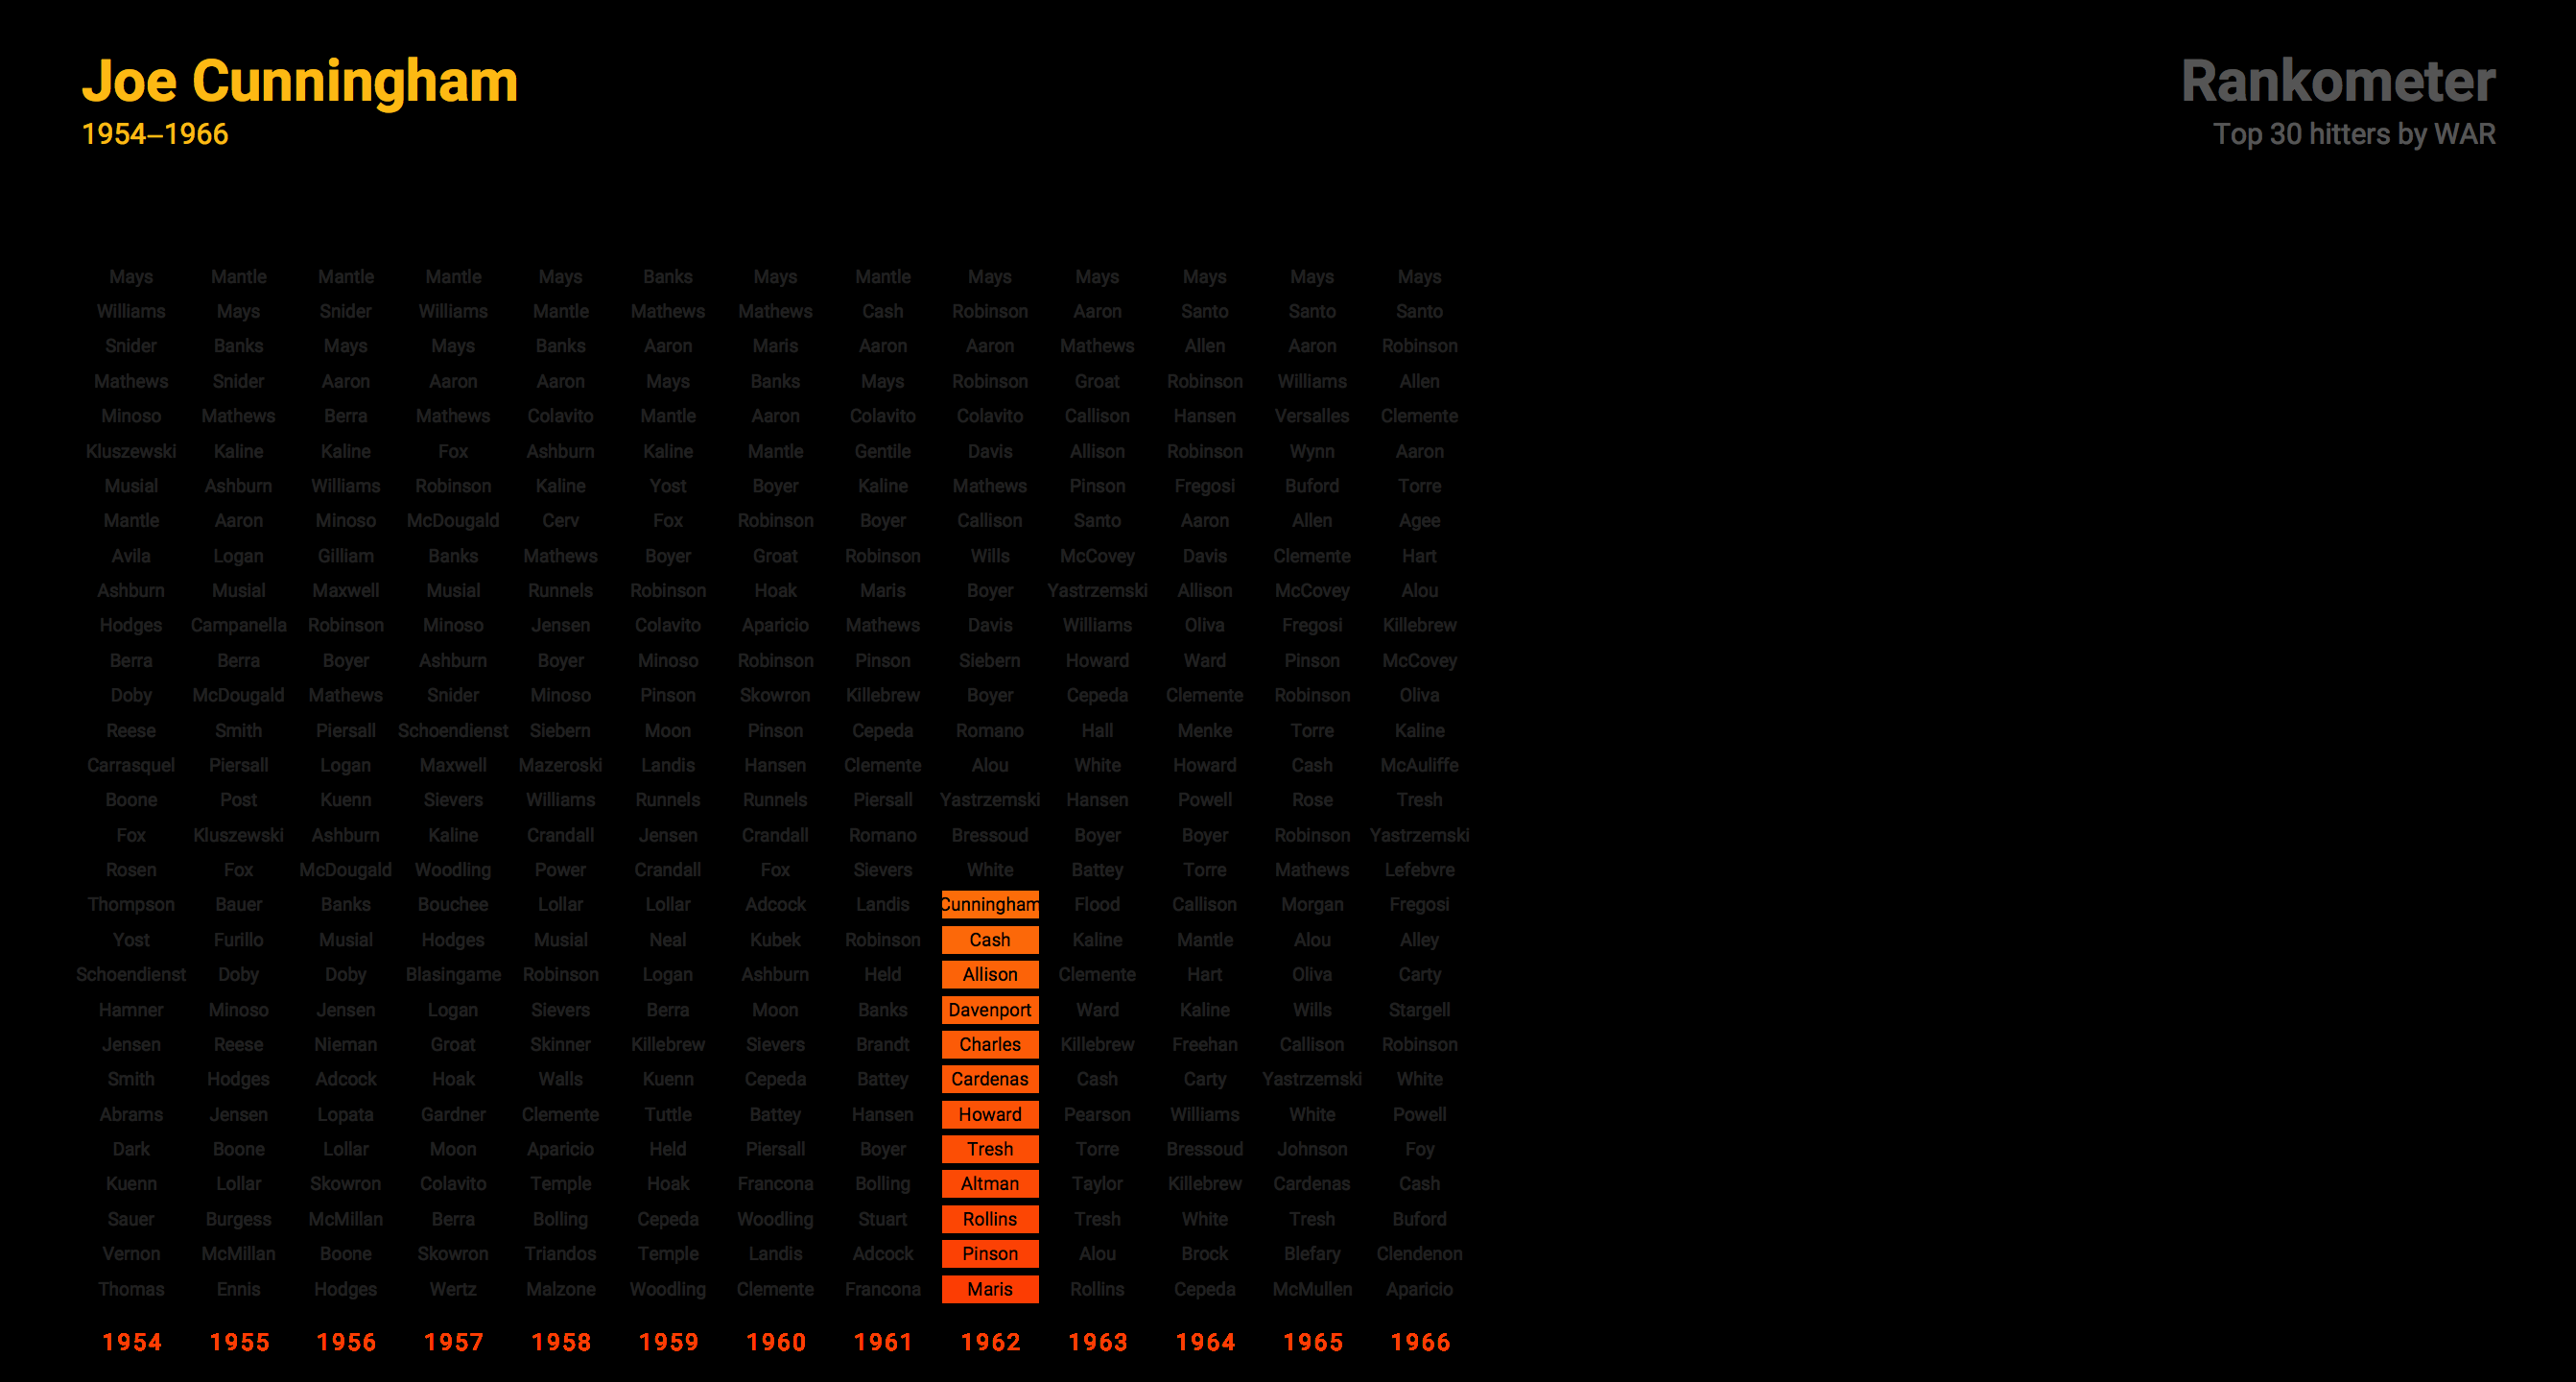 Joe Cunningham
1954–1966
Rankometer
Top 30 hitters by WAR
Mays Mantle Mantle Mantle Mays Banks Mays Mantle Mays Mays Mays Mays Mays
Williams Mays Snider Williams Mantle Mathews Mathews Cash Robinson Aaron Santo Santo Santo
Snider Banks Mays Mays Banks Aaron Maris Aaron Aaron Mathews Allen Aaron Robinson
Mathews Snider Aaron Aaron Aaron Mays Banks Mays Robinson Groat Robinson Williams Allen
Minoso Mathews Berra Mathews Colavito Mantle Aaron Colavito Colavito Callison Hansen Versalles Clemente
Kluszewski Kaline Kaline Fox Ashburn Kaline Mantle Gentile Davis Allison Robinson Wynn Aaron
Musial Ashburn Williams Robinson Kaline Yost Boyer Kaline Mathews Pinson Fregosi Buford Torre
Mantle Aaron Minoso McDougald Cerv Fox Robinson Boyer Callison Santo Aaron Allen Agee
Avila Logan Gilliam Banks Mathews Boyer Groat Robinson Wills McCovey Davis Clemente Hart
Ashburn Musial Maxwell Musial Runnels Robinson Hoak Maris Boyer Yastrzemski Allison McCovey Alou
Hodges Campanella Robinson Minoso Jensen Colavito Aparicio Mathews Davis Williams Oliva Fregosi Killebrew
Berra Berra Boyer Ashburn Boyer Minoso Robinson Pinson Siebern Howard Ward Pinson McCovey
Doby McDougald Mathews Snider Minoso Pinson Skowron Killebrew Boyer Cepeda Clemente Robinson Oliva
Reese Smith Piersall Schoendienst Siebern Moon Pinson Cepeda Romano Hall Menke Torre Kaline
Carrasquel Piersall Logan Maxwell Mazeroski Landis Hansen Clemente Alou White Howard Cash McAuliffe
Boone Post Kuenn Sievers Williams Runnels Runnels Piersall Yastrzemski Hansen Powell Rose Tresh
Fox Kluszewski Ashburn Kaline Crandall Jensen Crandall Romano Bressoud Boyer Boyer Robinson Yastrzemski
Rosen Fox McDougald Woodling Power Crandall Fox Sievers White Battey Torre Mathews Lefebvre
Thompson Bauer Banks Bouchee Lollar Lollar Adcock Landis Cunningham Flood Callison Morgan Fregosi
Yost Furillo Musial Hodges Musial Neal Kubek Robinson Cash Kaline Mantle Alou Alley
Schoendienst Doby Doby Blasingame Robinson Logan Ashburn Held Allison Clemente Hart Oliva Carty
Hamner Minoso Jensen Logan Sievers Berra Moon Banks Davenport Ward Kaline Wills Stargell
Jensen Reese Nieman Groat Skinner Killebrew Sievers Brandt Charles Killebrew Freehan Callison Robinson
Smith Hodges Adcock Hoak Walls Kuenn Cepeda Battey Cardenas Cash Carty Yastrzemski White
Abrams Jensen Lopata Gardner Clemente Tuttle Battey Hansen Howard Pearson Williams White Powell
Dark Boone Lollar Moon Aparicio Held Piersall Boyer Tresh Torre Bressoud Johnson Foy
Kuenn Lollar Skowron Colavito Temple Hoak Francona Bolling Altman Taylor Killebrew Cardenas Cash
Sauer Burgess McMillan Berra Bolling Cepeda Woodling Stuart Rollins Tresh White Tresh Buford
Vernon McMillan Boone Skowron Triandos Temple Landis Adcock Pinson Alou Brock Blefary Clendenon
Thomas Ennis Hodges Wertz Malzone Woodling Clemente Francona Maris Rollins Cepeda McMullen Aparicio
1954 1955 1956 1957 1958 1959 1960 1961 1962 1963 1964 1965 1966